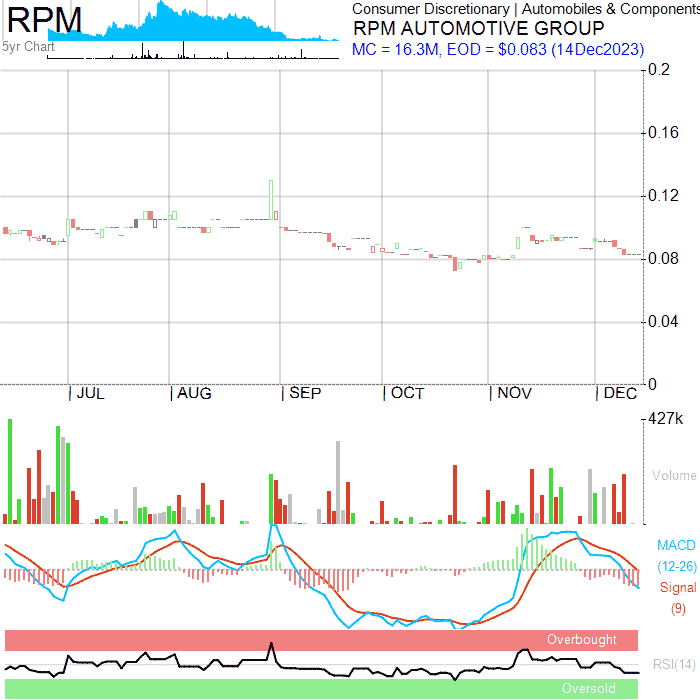 RPM
5yr Chart
Consumer Discretionary | Automobiles & Components
RPM AUTOMOTIVE GROUP
MC = 16.3M, EOD = $0.083 (14Dec2023)
0.2
0.16
0.12
0.08
0.04
0
| JUL | AUG | SEP | OCT | NOV | DEC
427k
Volume
MACD
(12-26)
Signal
(9)
Overbought
RSI(14)
Oversold